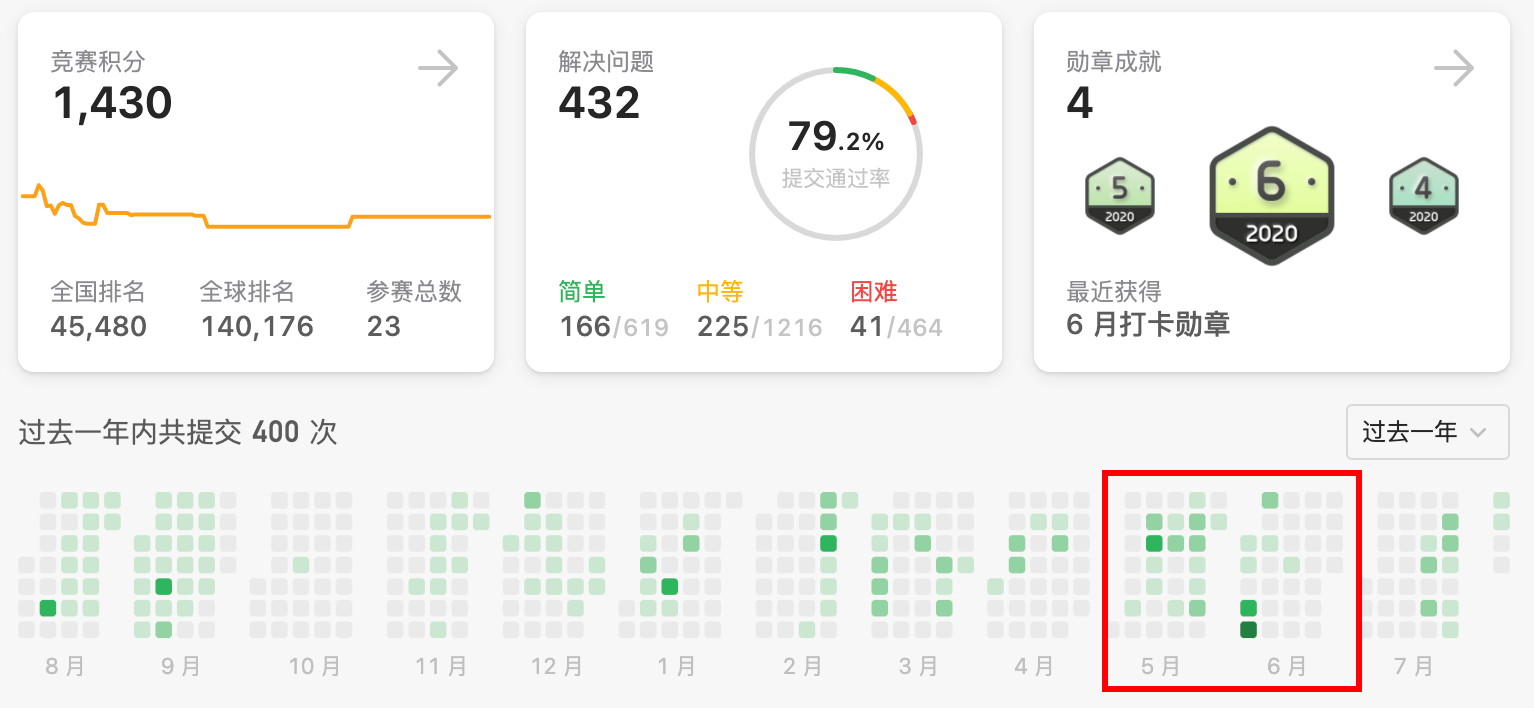 竞赛积分
1,430
全国排名 全球排名 参赛总数
45,480 140,176 23
解决问题
432
79.2%
提交通过率
简单 中等 困难
166/619 225/1216 41/464
勋章成就
4
5
2020
6
2020
4
2020
最近获得
6 月打卡勋章
过去一年内共提交 400 次
过去一年
8 月 9 月 10 月 11 月 12 月 1 月 2 月 3 月 4 月 5 月 6 月 7 月